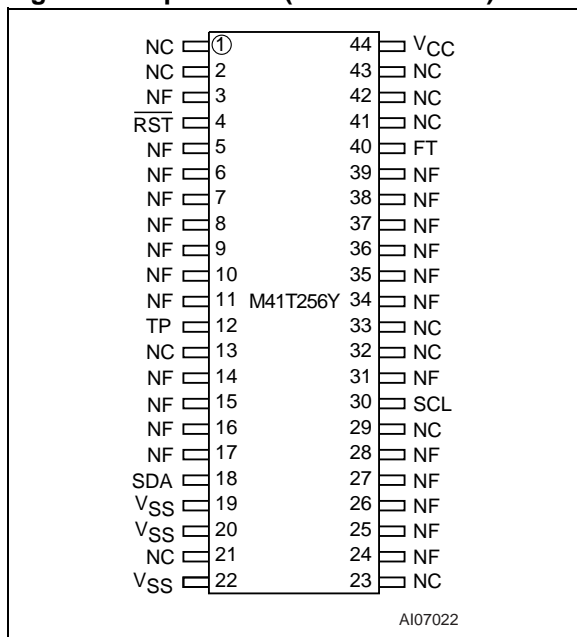 NC 1 44 VCC
NC 2 43 NC
NF 3 42 NC
RST 4 41 NC
NF 5 40 FT
NF 6 39 NF
NF 7 38 NF
NF 8 37 NF
NF 9 36 NF
NF 10 35 NF
NF 11 M41T256Y 34 NF
TP 12 33 NC
NC 13 32 NC
NF 14 31 NF
NF 15 30 SCL
NF 16 29 NC
NF 17 28 NF
SDA 18 27 NF
VSS 19 26 NF
VSS 20 25 NF
NC 21 24 NF
VSS 22 23 NC
AI07022